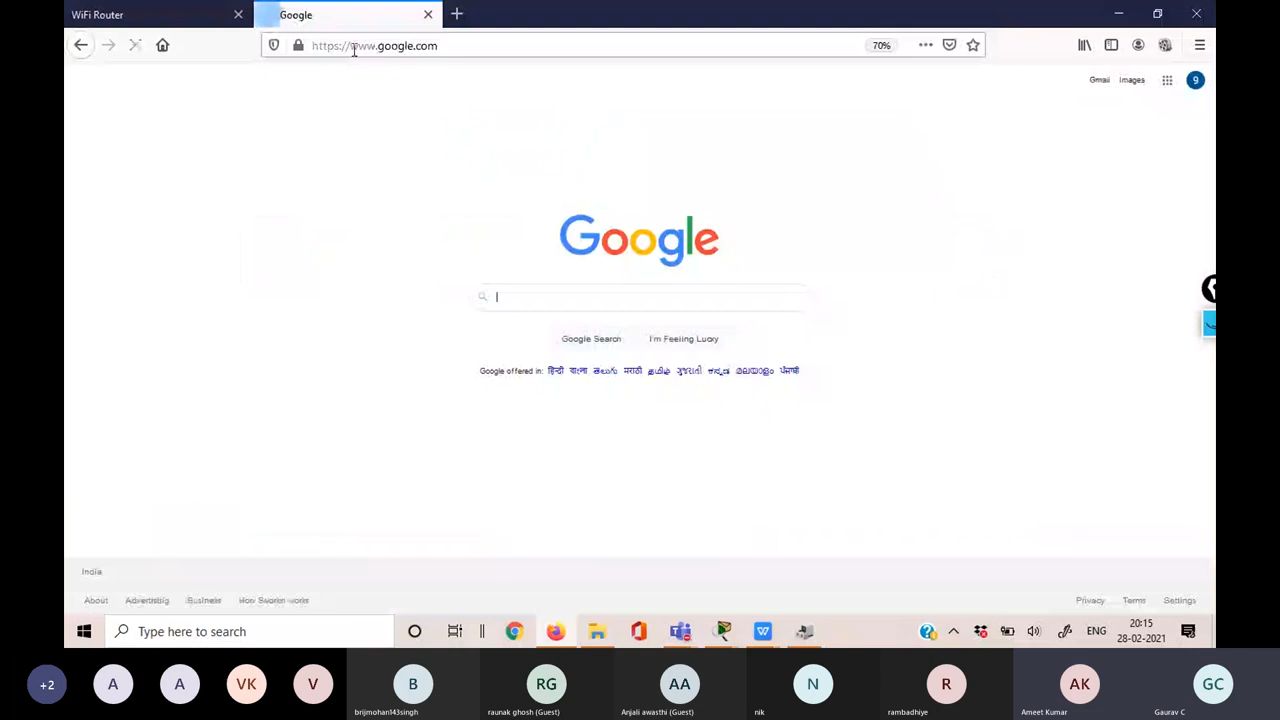 WiFi Router
Google
https://www.google.com
70%
Gmail Images
9
Google
Google Search I'm Feeling Lucky
Google offered in: हिन्दी বাংলা తెలుగు मराठी தமிழ் ગુજરાતી ಕನ್ನಡ മലയാളം ਪੰਜਾਬੀ
India
About Advertising Business How Search works
Privacy Terms Settings
Type here to search
ENG
20:15
28-02-2021
+2 A A VK V B RG AA N R AK GC
brijmohan143singh raunak ghosh (Guest) Anjali awasthi (Guest) nik rambadhiye Ameet Kumar Gaurav C